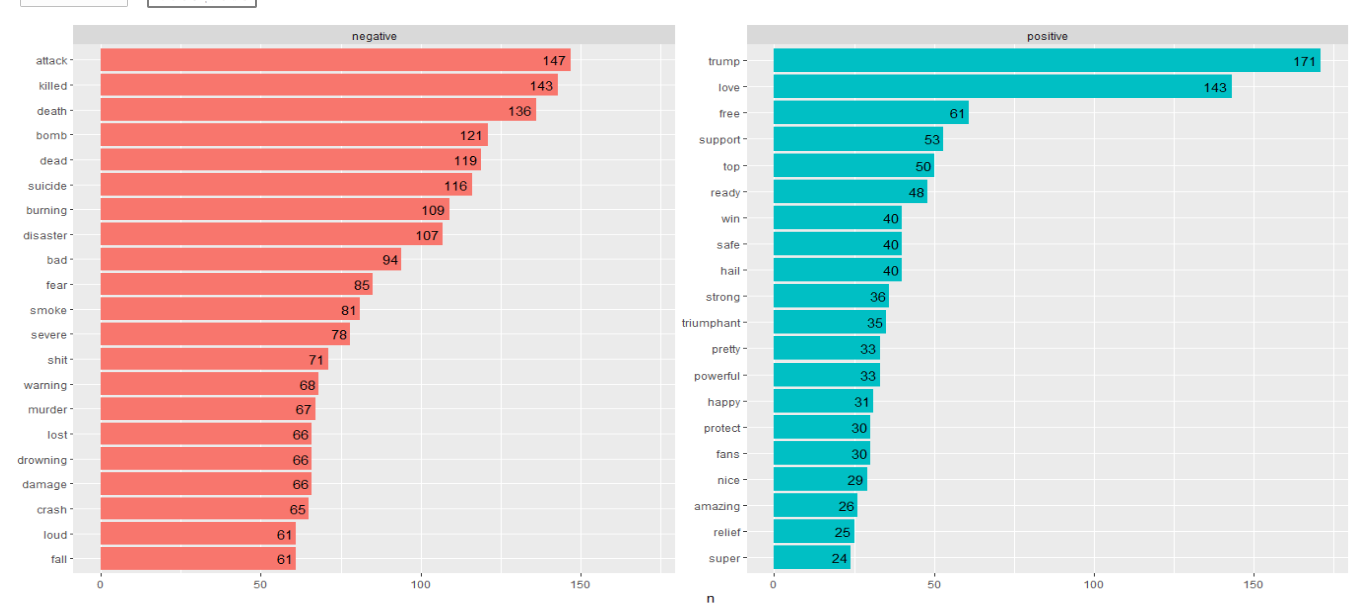 negative
attack 147
killed 143
death 136
bomb 121
dead 119
suicide 116
burning 109
disaster 107
bad 94
fear 85
smoke 81
severe 78
shit 71
warning 68
murder 67
lost 66
drowning 66
damage 66
crash 65
loud 61
fall 61
0 50 100 150
positive
trump 171
love 143
free 61
support 53
top 50
ready 48
win 40
safe 40
hail 40
strong 36
triumphant 35
pretty 33
powerful 33
happy 31
protect 30
fans 30
nice 29
amazing 26
relief 25
super 24
0 50 100 150
n